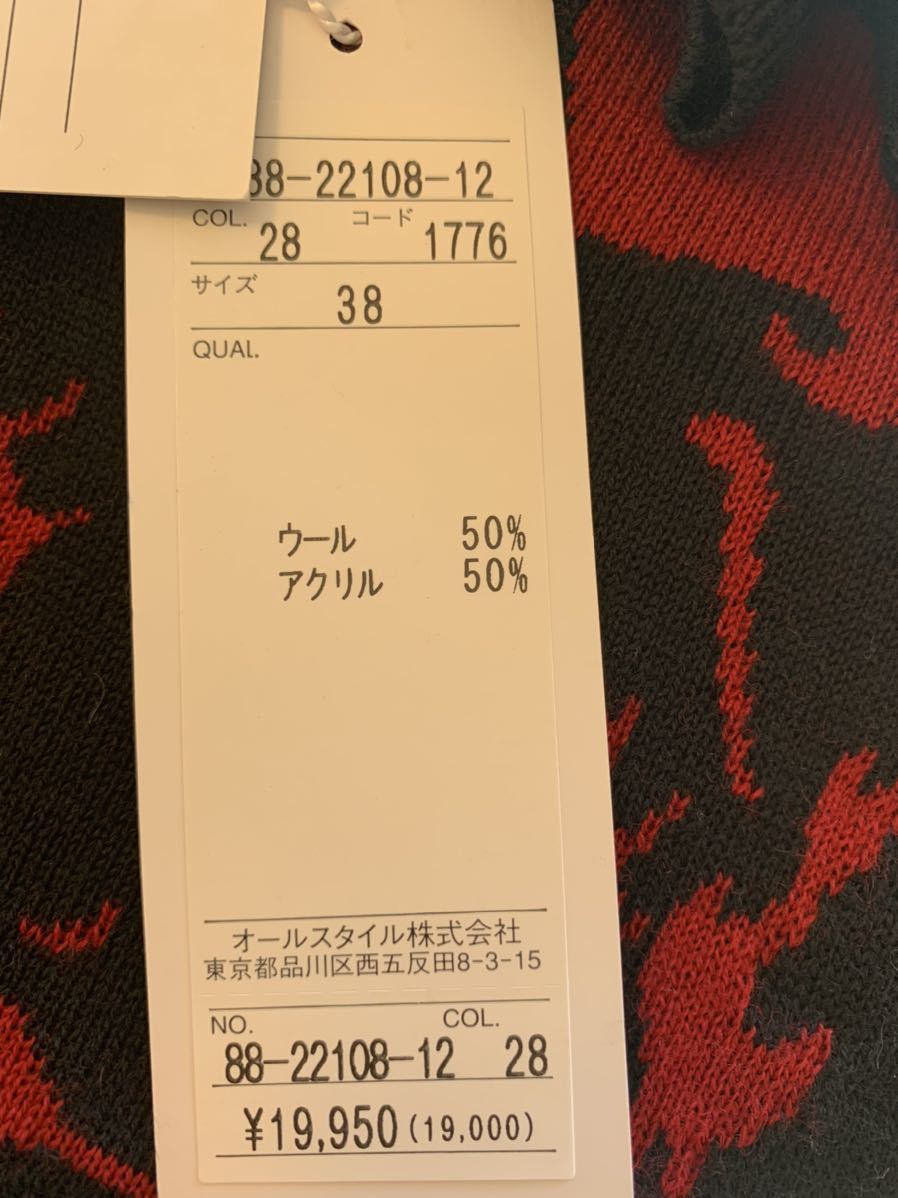 88-22108-12
COL. 28 コード 1776
サイズ 38
QUAL.
ウール 50%
アクリル 50%
オールスタイル株式会社
東京都品川区西五反田8-3-15
NO. COL.
88-22108-12 28
¥19,950 (19,000)